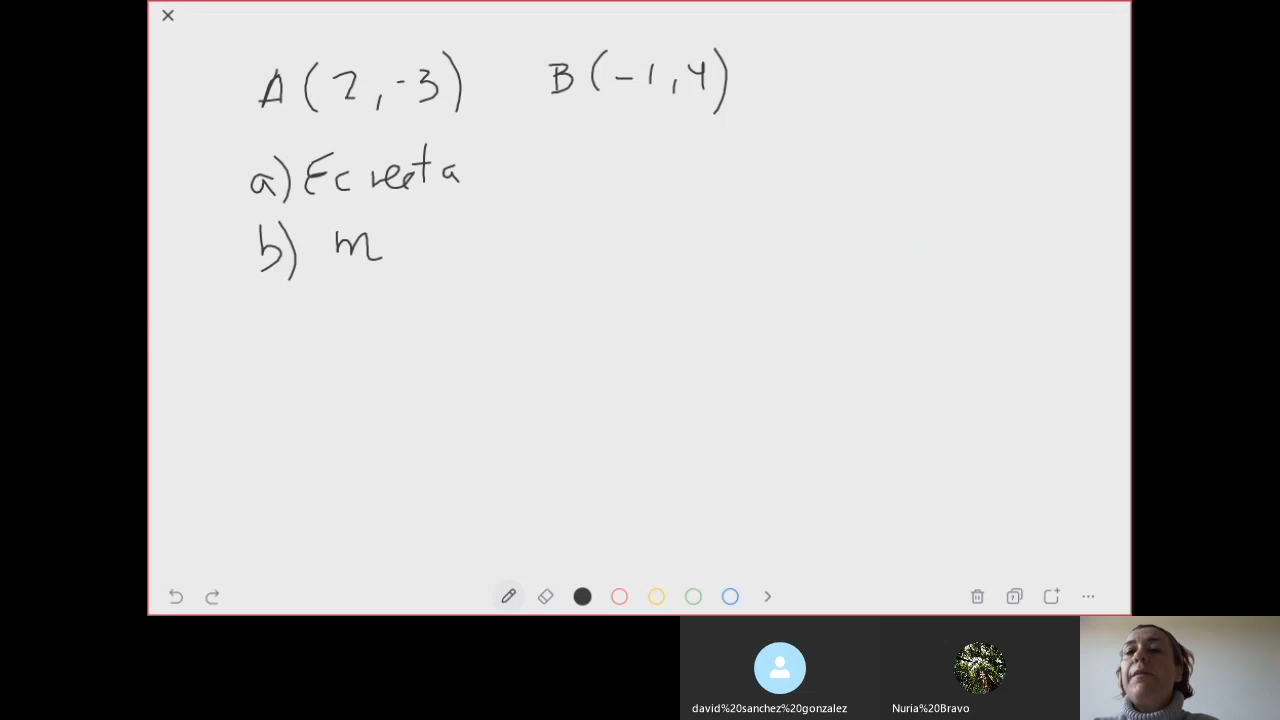 A (2, -3) B (-1, 4)
a) Ec recta
b) m
david%20sanchez%20gonzalez
Nuria%20Bravo